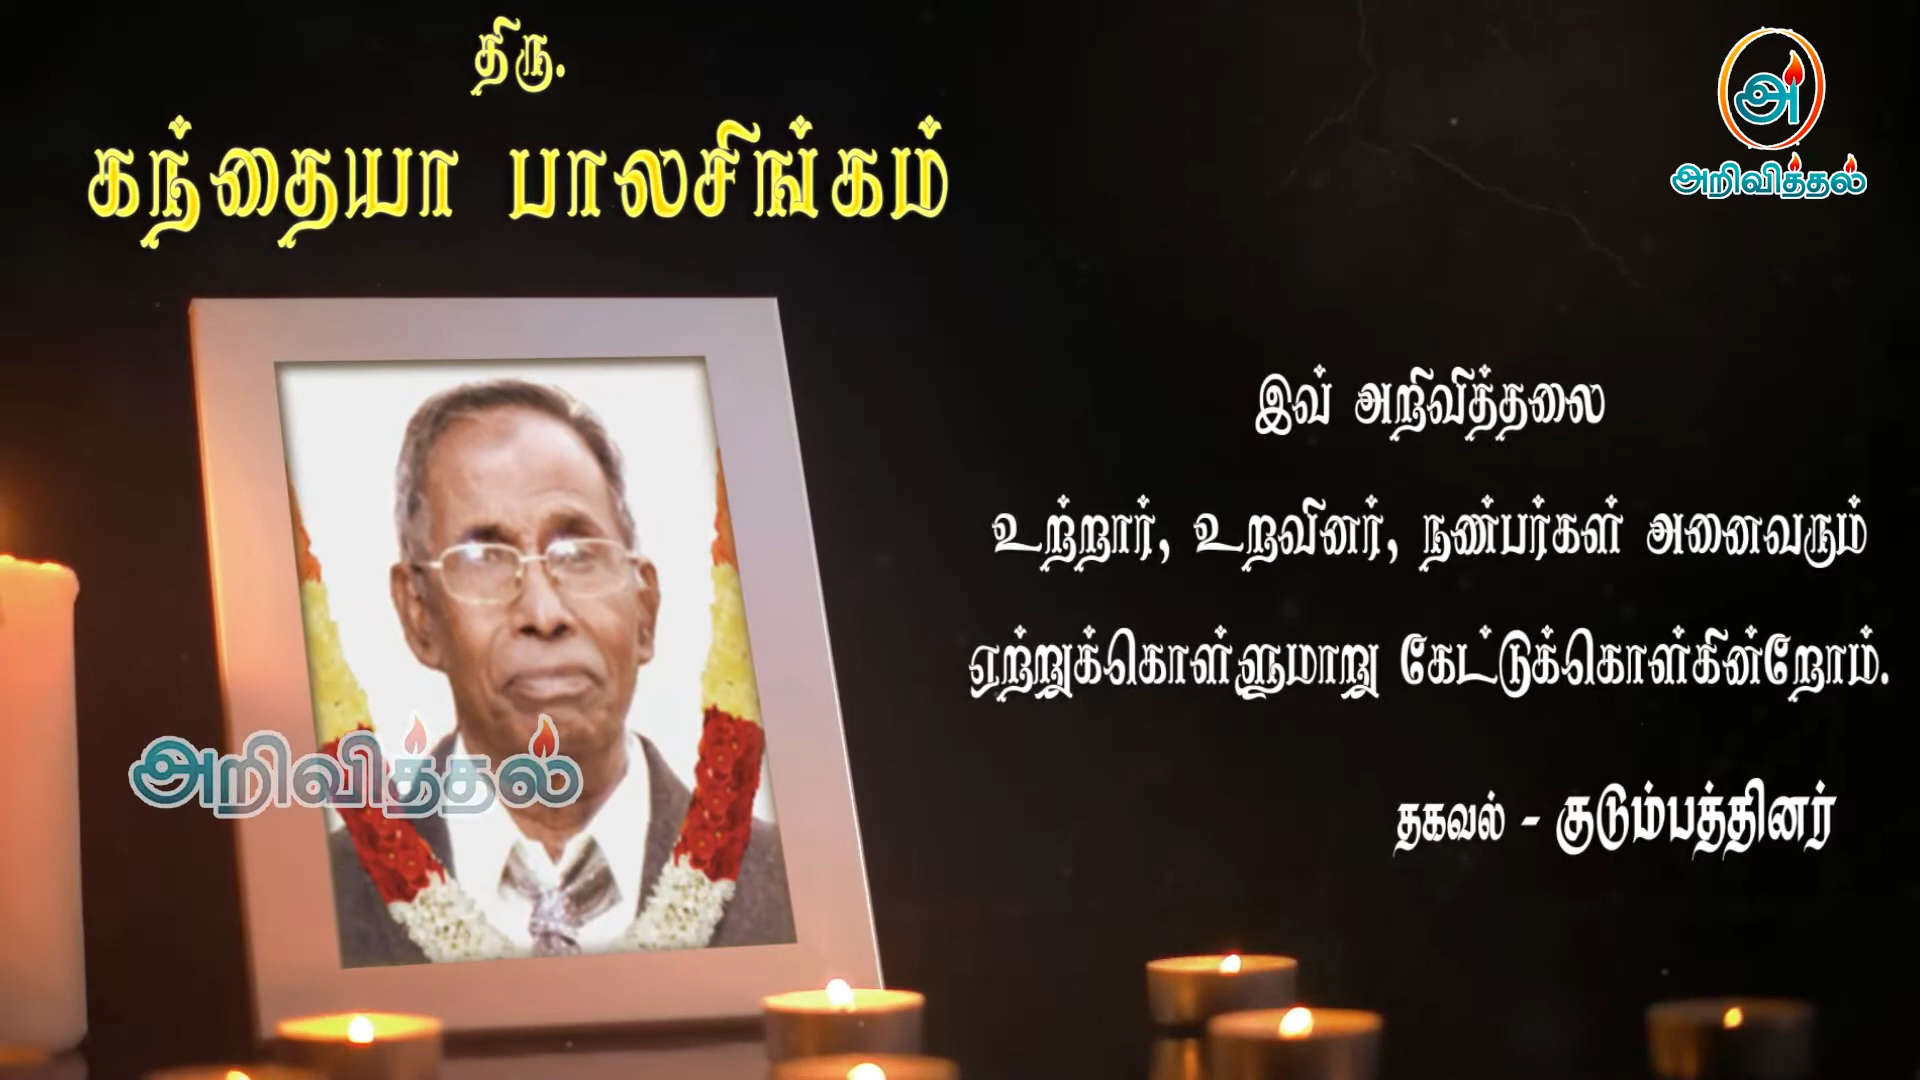 திரு.
கந்தையா பாலசிங்கம்
அ
அறிவித்தல்
இவ் அறிவித்தலை
உற்றார், உறவினர், நண்பர்கள் அனைவரும்
ஏற்றுக்கொள்ளுமாறு கேட்டுக்கொள்கின்றோம்.
தகவல் - குடும்பத்தினர்
அறிவித்தல்